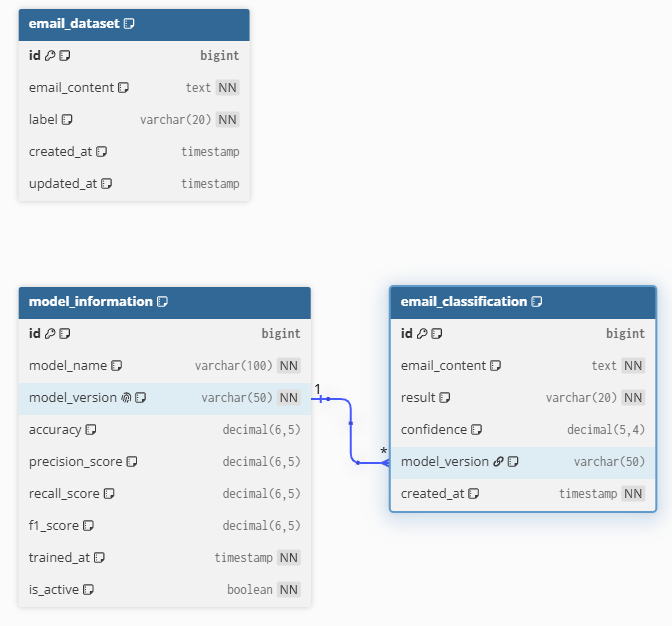 email_dataset
id bigint
email_content text NN
label varchar(20) NN
created_at timestamp
updated_at timestamp
model_information
id bigint
model_name varchar(100) NN
model_version varchar(50) NN
accuracy decimal(6,5)
precision_score decimal(6,5)
recall_score decimal(6,5)
f1_score decimal(6,5)
trained_at timestamp NN
is_active boolean NN
1
*
email_classification
id bigint
email_content text NN
result varchar(20) NN
confidence decimal(5,4)
model_version varchar(50)
created_at timestamp NN